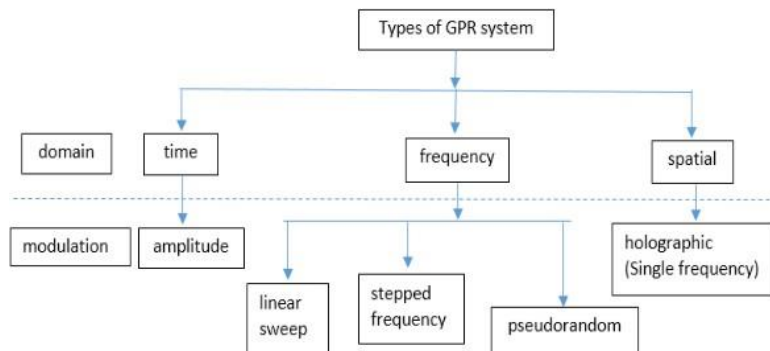 Types of GPR system
domain
time
frequency
spatial
modulation
amplitude
holographic
(Single frequency)
linear
sweep
stepped
frequency
pseudorandom